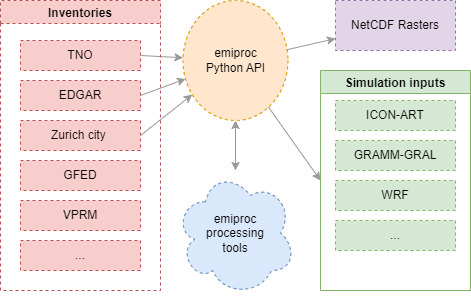 Inventories
TNO
EDGAR
Zurich city
GFED
VPRM
...
emiproc
Python API
emiproc
processing
tools
NetCDF Rasters
Simulation inputs
ICON-ART
GRAMM-GRAL
WRF
...